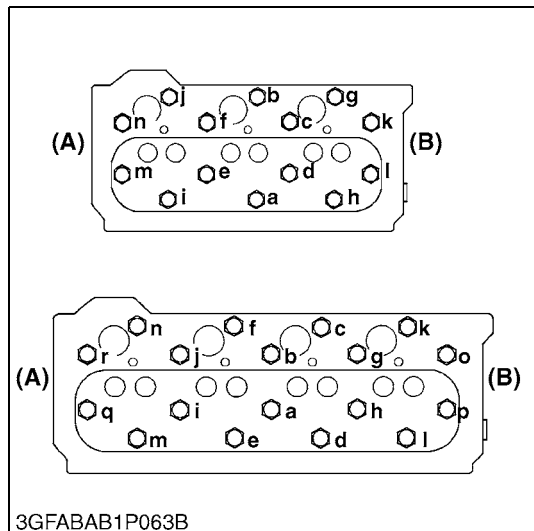 j b g
n f c k
(A) (B)
m e d l
i a h
n f c k
r j b g o
(A) (B)
q i a h p
m e d l
3GFABAB1P063B